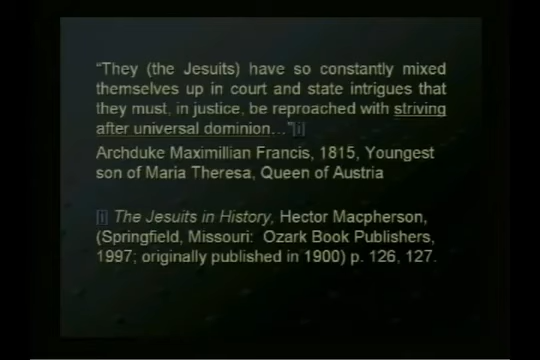 "They (the Jesuits) have so constantly mixed
themselves up in court and state intrigues that
they must, in justice, be reproached with striving
after universal dominion..."[i]
Archduke Maximillian Francis, 1815, Youngest
son of Maria Theresa, Queen of Austria
[i] The Jesuits in History, Hector Macpherson,
(Springfield, Missouri: Ozark Book Publishers,
1997; originally published in 1900) p. 126, 127.